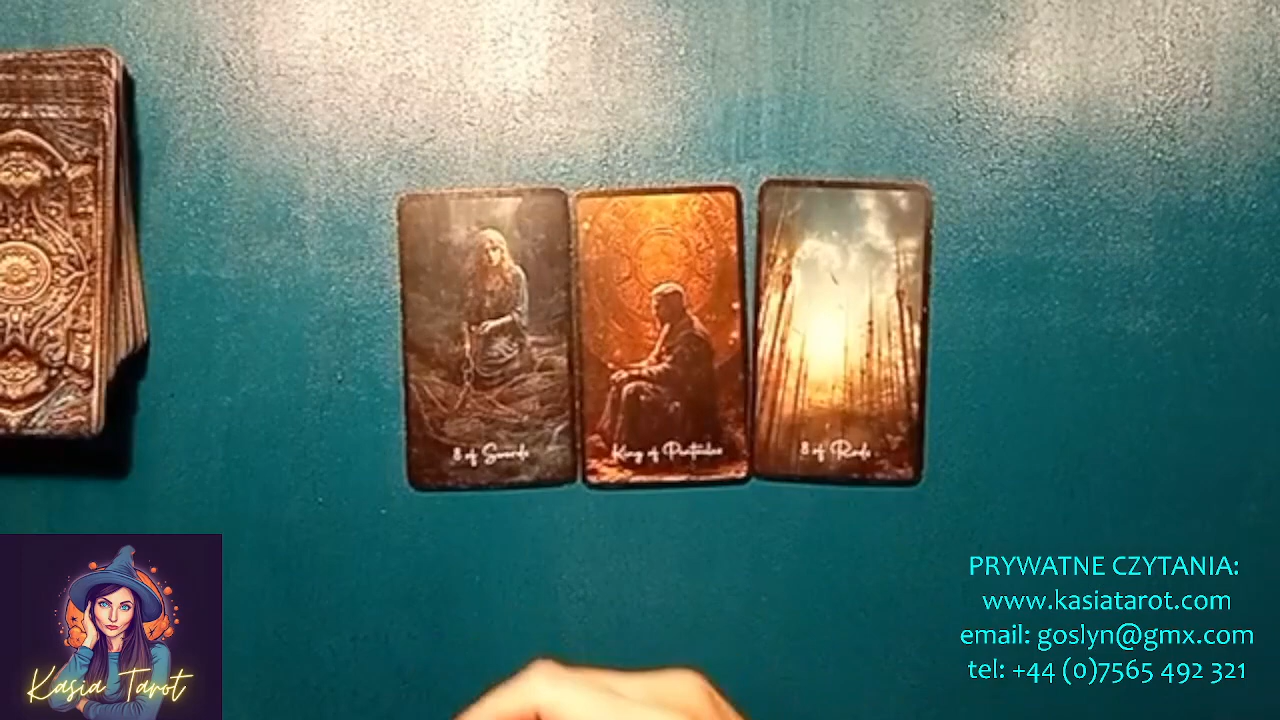 8 of Swords
King of Pentacles
8 of Rods
Kasia Tarot
PRYWATNE CZYTANIA:
www.kasiatarot.com
email: goslyn@gmx.com
tel: +44 (0)7565 492 321